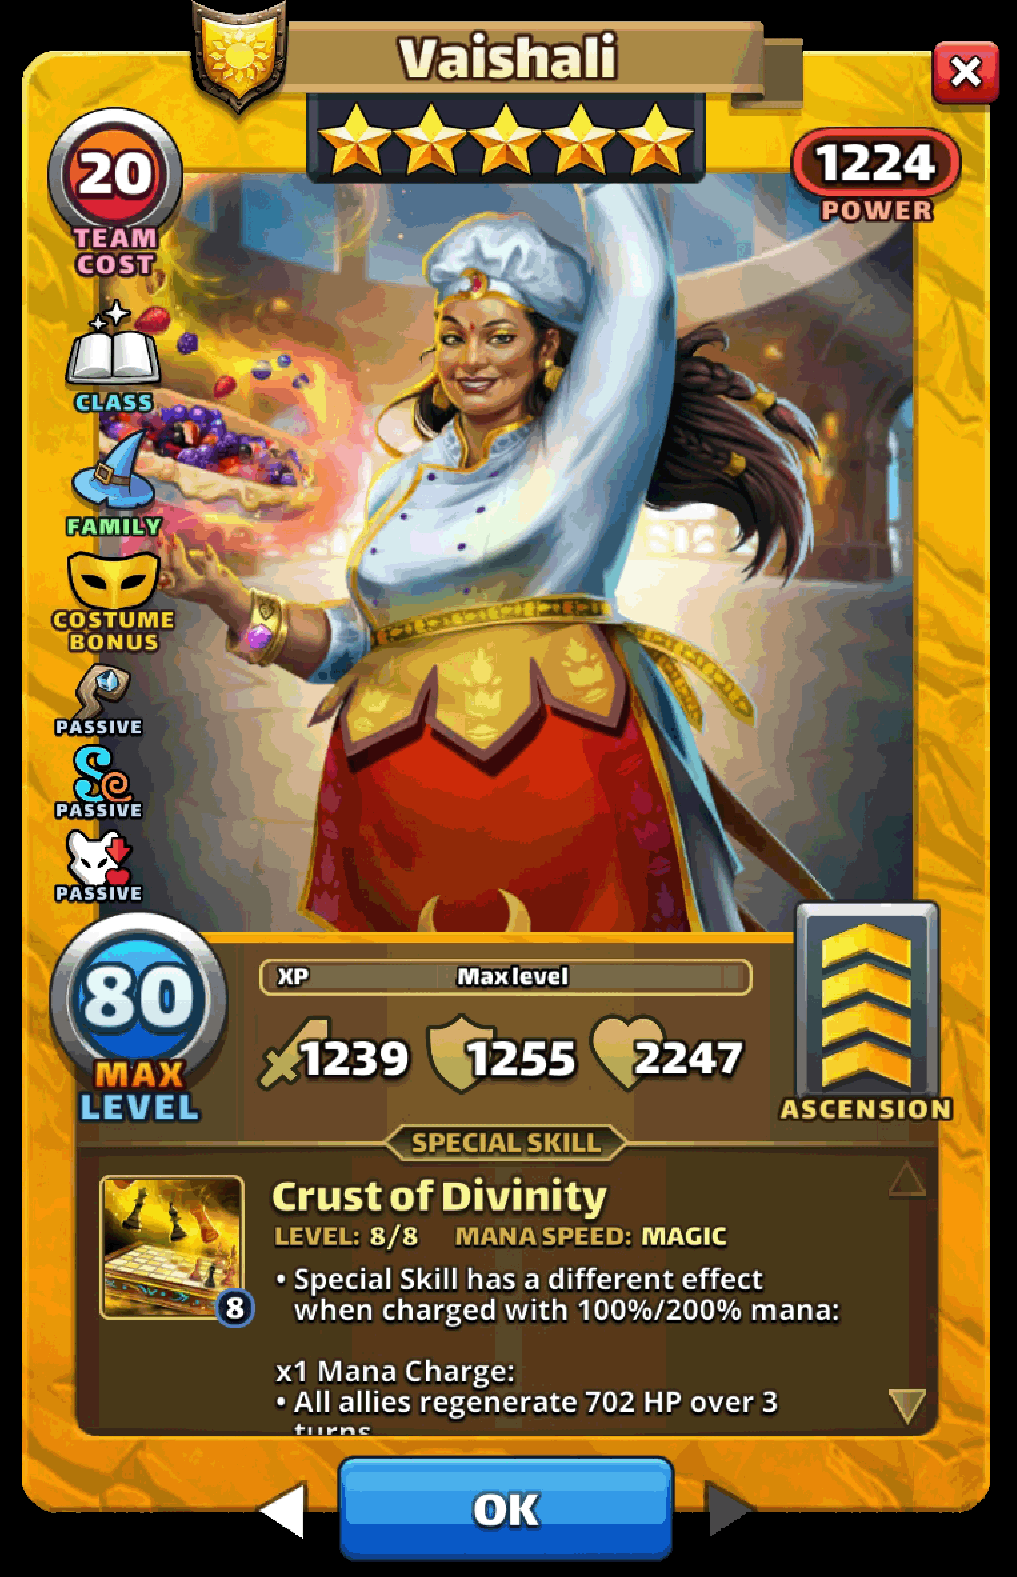 Vaishali
20
TEAM
COST
1224
POWER
CLASS
FAMILY
COSTUME
BONUS
PASSIVE
PASSIVE
PASSIVE
80
MAX
LEVEL
XP Max level
1239 1255 2247
ASCENSION
SPECIAL SKILL
Crust of Divinity
LEVEL: 8/8 MANA SPEED: MAGIC
8
• Special Skill has a different effect
when charged with 100%/200% mana:
x1 Mana Charge:
• All allies regenerate 702 HP over 3
turns
OK